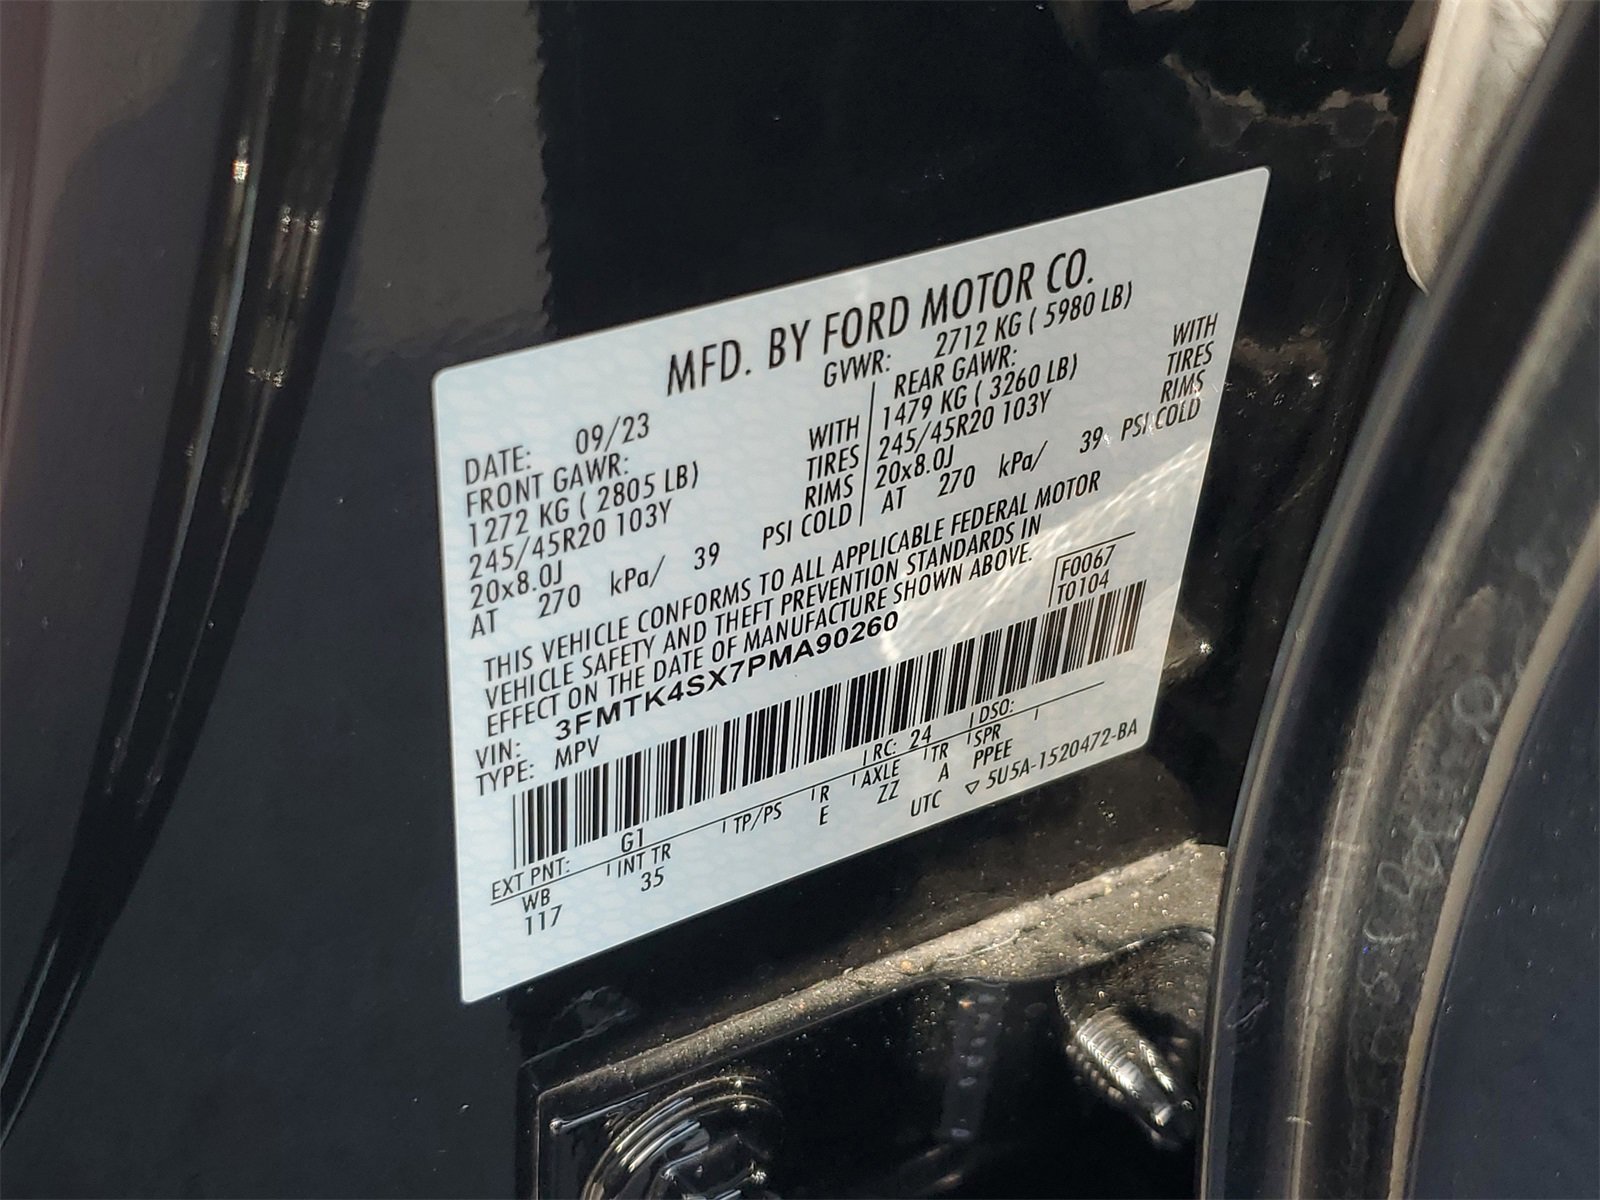 MFD. BY FORD MOTOR CO.
DATE: 09/23 GVWR: 2712 KG ( 5980 LB)
FRONT GAWR: REAR GAWR:
1272 KG ( 2805 LB) WITH 1479 KG ( 3260 LB) WITH
245/45R20 103Y TIRES 245/45R20 103Y TIRES
20x8.0J RIMS 20x8.0J RIMS
AT 270 kPa/ 39 PSI COLD AT 270 kPa/ 39 PSI COLD
THIS VEHICLE CONFORMS TO ALL APPLICABLE FEDERAL MOTOR
VEHICLE SAFETY AND THEFT PREVENTION STANDARDS IN
EFFECT ON THE DATE OF MANUFACTURE SHOWN ABOVE.
VIN: 3FMTK4SX7PMA90260 F0067
TYPE: MPV T0104
EXT PNT: G1 RC: 24 DSO:
WB INT TR TP/PS R AXLE TR SPR
117 35 E ZZ A PPEE
UTC ▽ 5U5A-1520472-BA